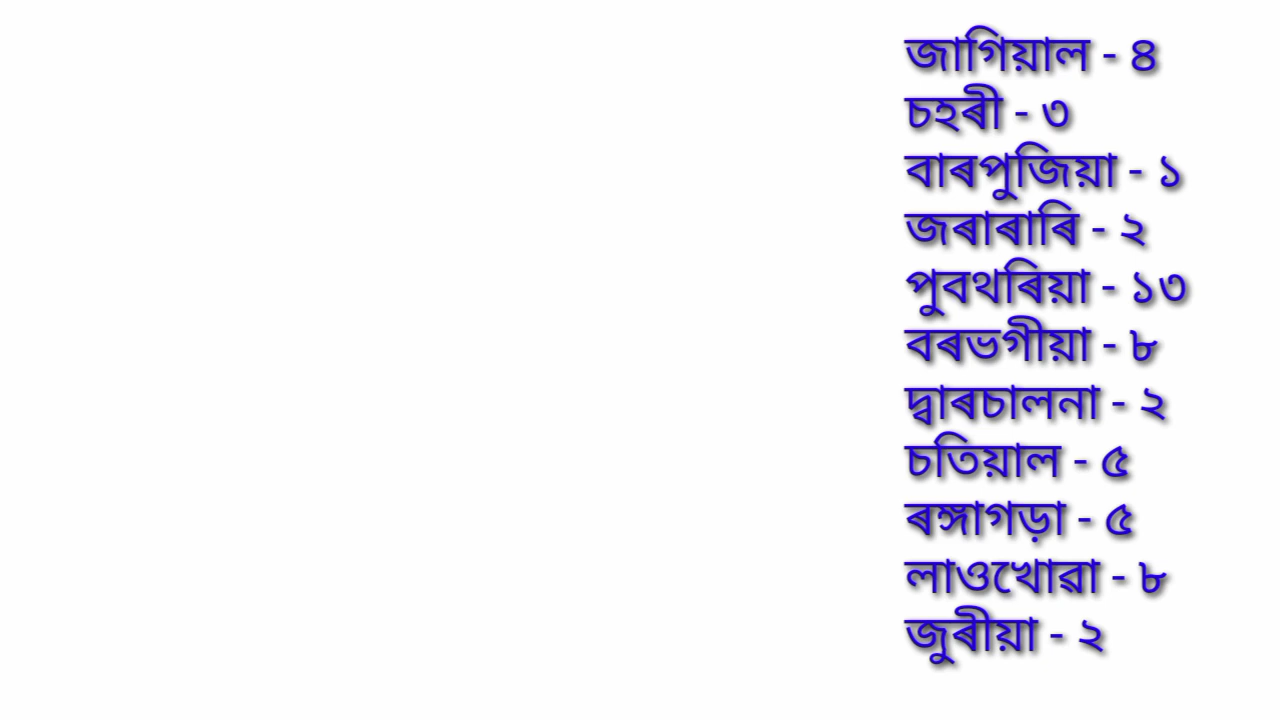 জাগিয়াল - ৪
চহৰী - ৩
বাৰপুজিয়া - ১
জৰাৰাৰি - ২
পুবথৰিয়া - ১৩
বৰভগীয়া - ৮
দ্বাৰচালনা - ২
চতিয়াল - ৫
ৰঙ্গাগড়া - ৫
লাওখোৱা - ৮
জুৰীয়া - ২